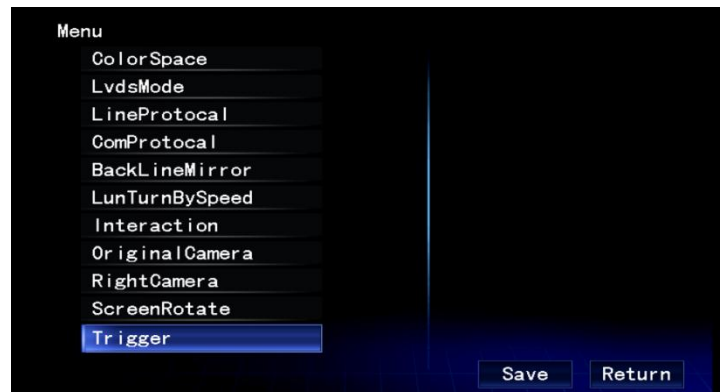 Menu
ColorSpace
LvdsMode
LineProtocal
ComProtocal
BackLineMirror
LunTurnBySpeed
Interaction
OriginalCamera
RightCamera
ScreenRotate
Trigger
Save Return